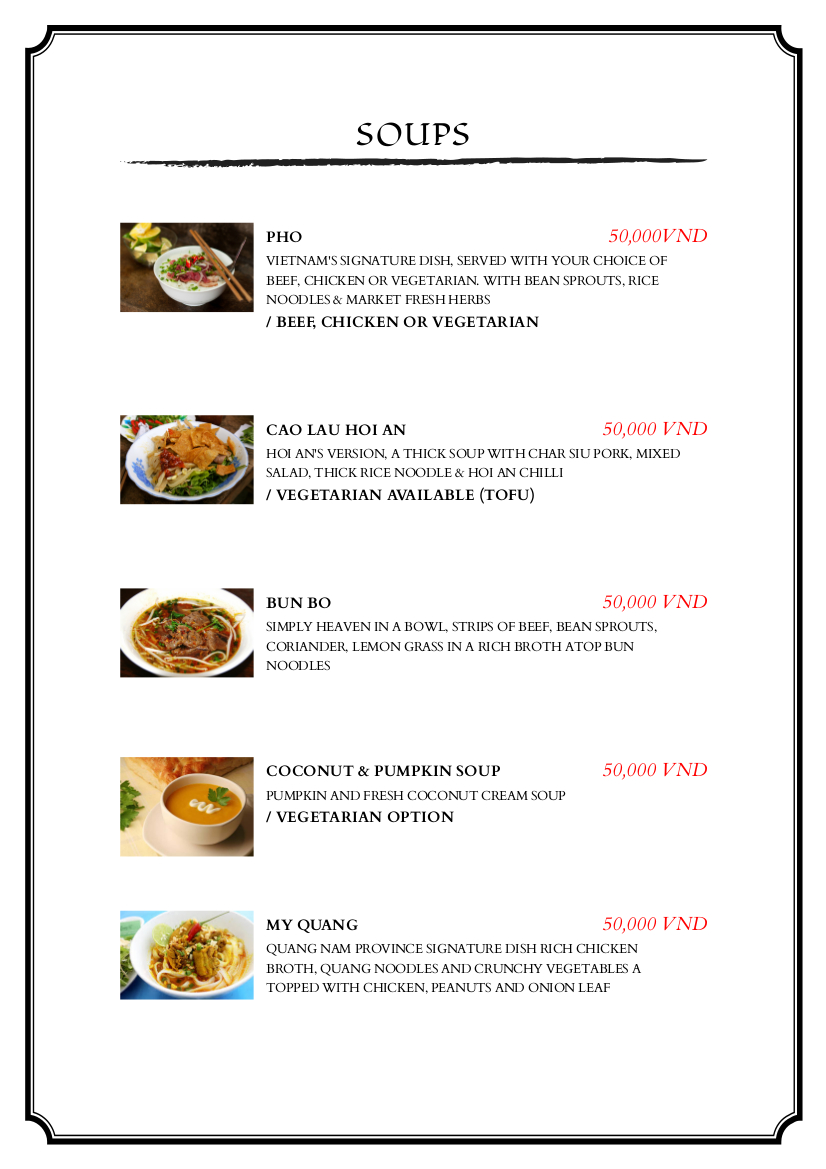 SOUPS
PHO 50,000VND
VIETNAM'S SIGNATURE DISH, SERVED WITH YOUR CHOICE OF
BEEF, CHICKEN OR VEGETARIAN. WITH BEAN SPROUTS, RICE
NOODLES & MARKET FRESH HERBS
/ BEEF, CHICKEN OR VEGETARIAN
CAO LAU HOI AN 50,000 VND
HOI AN'S VERSION, A THICK SOUP WITH CHAR SIU PORK, MIXED
SALAD, THICK RICE NOODLE & HOI AN CHILLI
/ VEGETARIAN AVAILABLE (TOFU)
BUN BO 50,000 VND
SIMPLY HEAVEN IN A BOWL, STRIPS OF BEEF, BEAN SPROUTS,
CORIANDER, LEMON GRASS IN A RICH BROTH ATOP BUN
NOODLES
COCONUT & PUMPKIN SOUP 50,000 VND
PUMPKIN AND FRESH COCONUT CREAM SOUP
/ VEGETARIAN OPTION
MY QUANG 50,000 VND
QUANG NAM PROVINCE SIGNATURE DISH RICH CHICKEN
BROTH, QUANG NOODLES AND CRUNCHY VEGETABLES A
TOPPED WITH CHICKEN, PEANUTS AND ONION LEAF